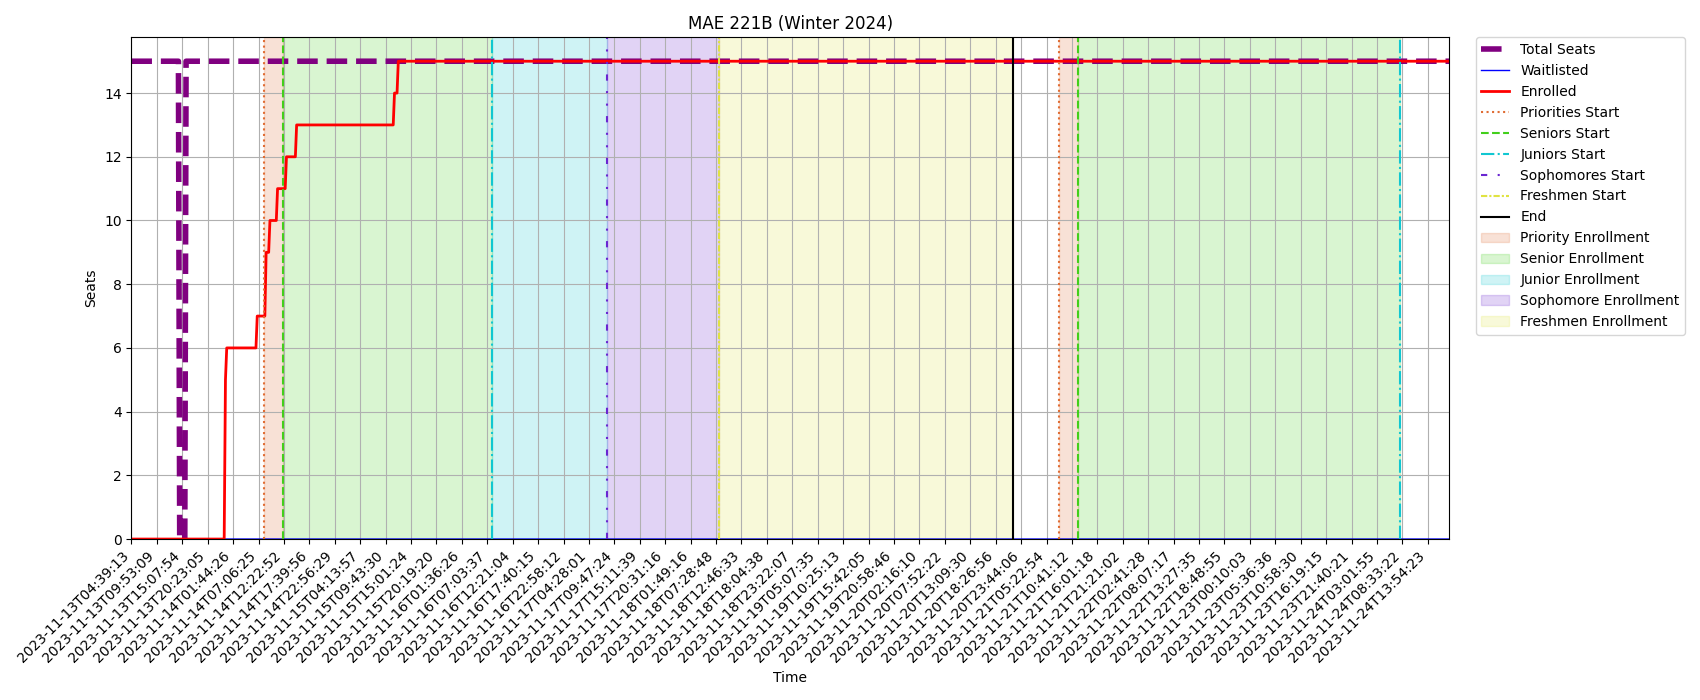 MAE 221B (Winter 2024)
Total Seats
Waitlisted
Enrolled
Priorities Start
Seniors Start
Juniors Start
Sophomores Start
Freshmen Start
End
Priority Enrollment
Senior Enrollment
Junior Enrollment
Sophomore Enrollment
Freshmen Enrollment
Seats
14
12
10
8
6
4
2
0
2023-11-13T04:39:13
2023-11-13T09:53:09
2023-11-13T15:07:54
2023-11-13T20:23:05
2023-11-14T01:44:26
2023-11-14T07:06:25
2023-11-14T12:22:52
2023-11-14T17:39:56
2023-11-14T22:56:29
2023-11-15T04:13:57
2023-11-15T09:43:30
2023-11-15T15:01:24
2023-11-15T20:19:20
2023-11-16T01:36:26
2023-11-16T07:03:37
2023-11-16T12:21:04
2023-11-16T17:40:15
2023-11-16T22:58:12
2023-11-17T04:28:01
2023-11-17T09:47:24
2023-11-17T15:11:39
2023-11-17T20:31:16
2023-11-18T01:49:16
2023-11-18T07:28:48
2023-11-18T12:46:33
2023-11-18T18:04:38
2023-11-18T23:22:07
2023-11-19T05:07:35
2023-11-19T10:25:13
2023-11-19T15:42:05
2023-11-19T20:58:46
2023-11-20T02:16:10
2023-11-20T07:52:22
2023-11-20T13:09:30
2023-11-20T18:26:56
2023-11-20T23:44:06
2023-11-21T05:22:54
2023-11-21T10:41:12
2023-11-21T16:01:18
2023-11-21T21:21:02
2023-11-22T02:41:28
2023-11-22T08:07:17
2023-11-22T13:27:35
2023-11-22T18:48:55
2023-11-23T00:10:03
2023-11-23T05:36:36
2023-11-23T10:58:30
2023-11-23T16:19:15
2023-11-23T21:40:21
2023-11-24T03:01:55
2023-11-24T08:33:22
2023-11-24T13:54:23
Time